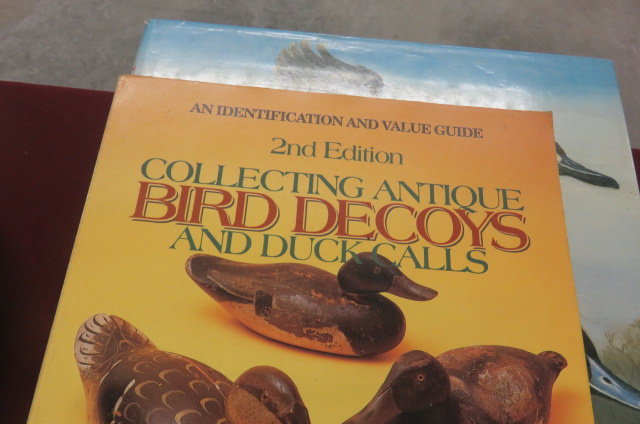 AN IDENTIFICATION AND VALUE GUIDE
2nd Edition
COLLECTING ANTIQUE
BIRD DECOYS
AND DUCK CALLS